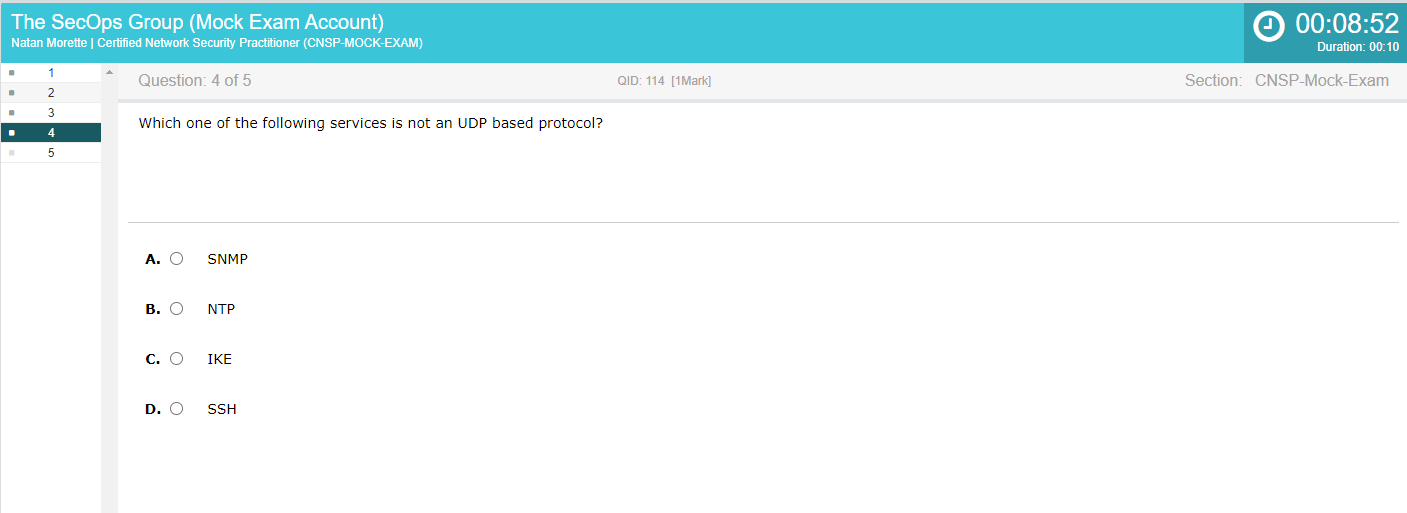 The SecOps Group (Mock Exam Account)
Natan Morette | Certified Network Security Practitioner (CNSP-MOCK-EXAM)
00:08:52
Duration: 00:10
1
2
3
4
5
Question: 4 of 5
QID: 114 [1Mark]
Section: CNSP-Mock-Exam
Which one of the following services is not an UDP based protocol?
A. SNMP
B. NTP
C. IKE
D. SSH